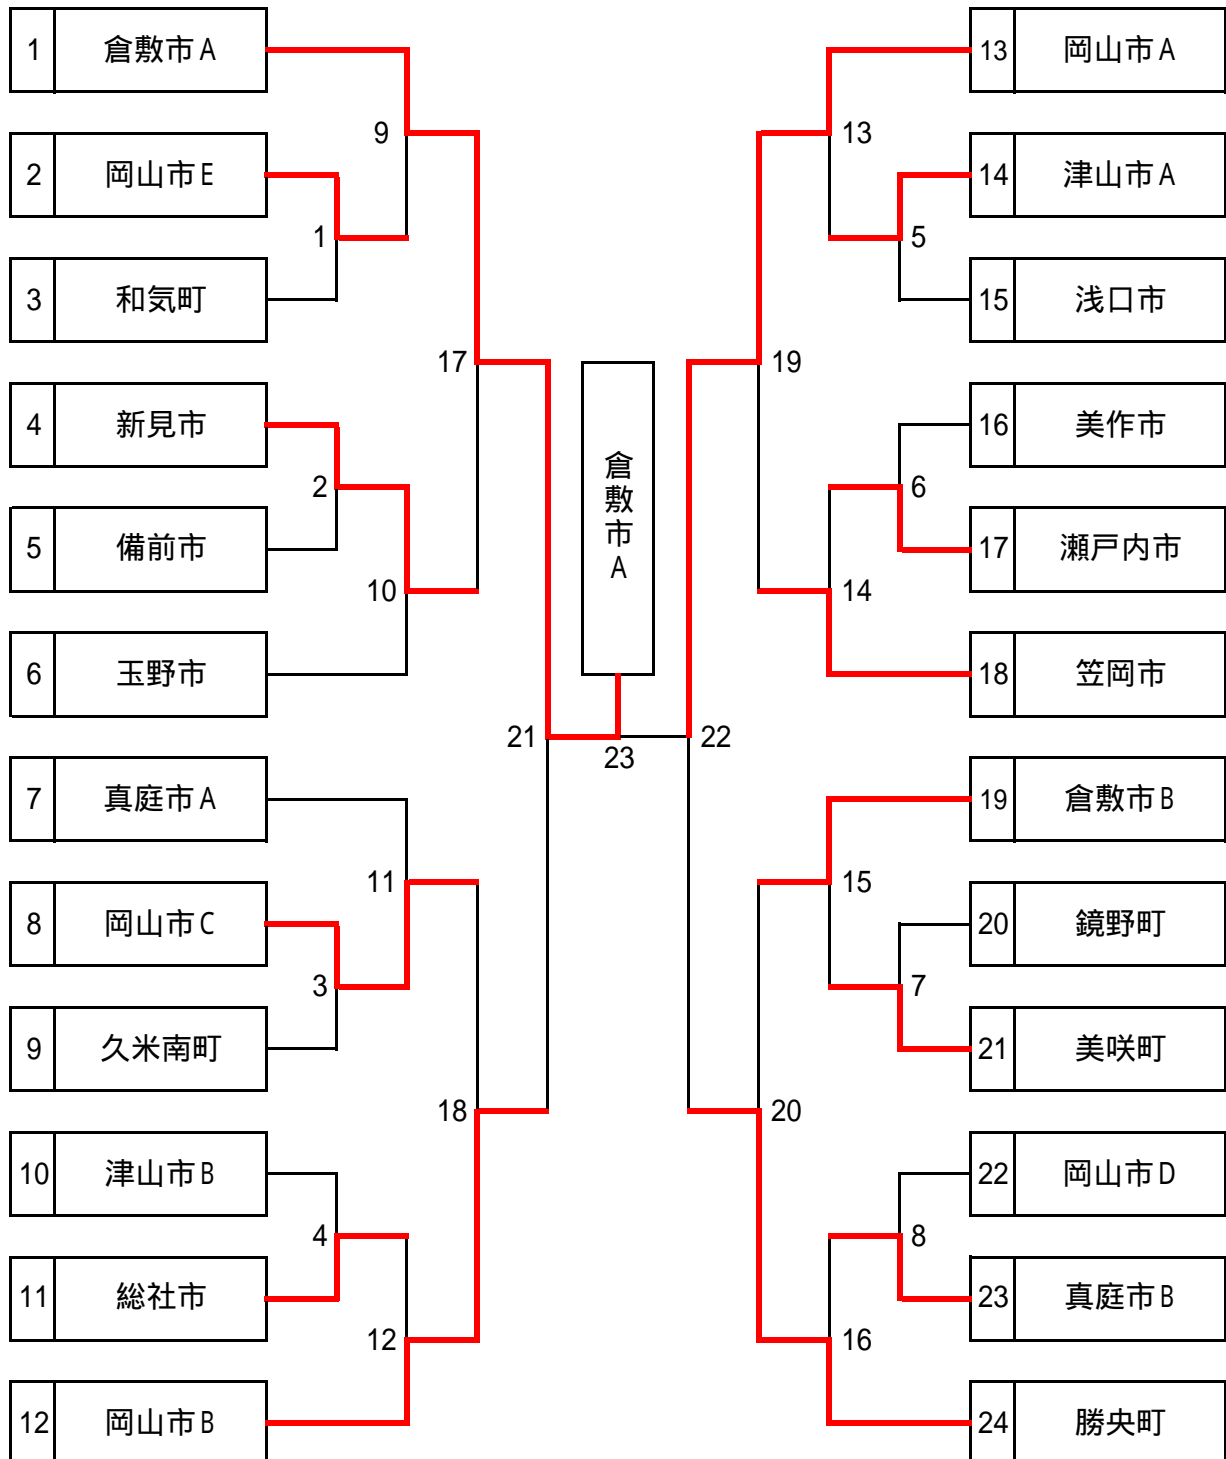 1 倉敷市A
2 岡山市E
3 和気町
4 新見市
5 備前市
6 玉野市
7 真庭市A
8 岡山市C
9 久米南町
10 津山市B
11 総社市
12 岡山市B
1
2
3
4
9
10
11
12
17
18
21
倉敷市A
23
22
19
20
13
14
15
16
5
6
7
8
13 岡山市A
14 津山市A
15 浅口市
16 美作市
17 瀬戸内市
18 笠岡市
19 倉敷市B
20 鏡野町
21 美咲町
22 岡山市D
23 真庭市B
24 勝央町